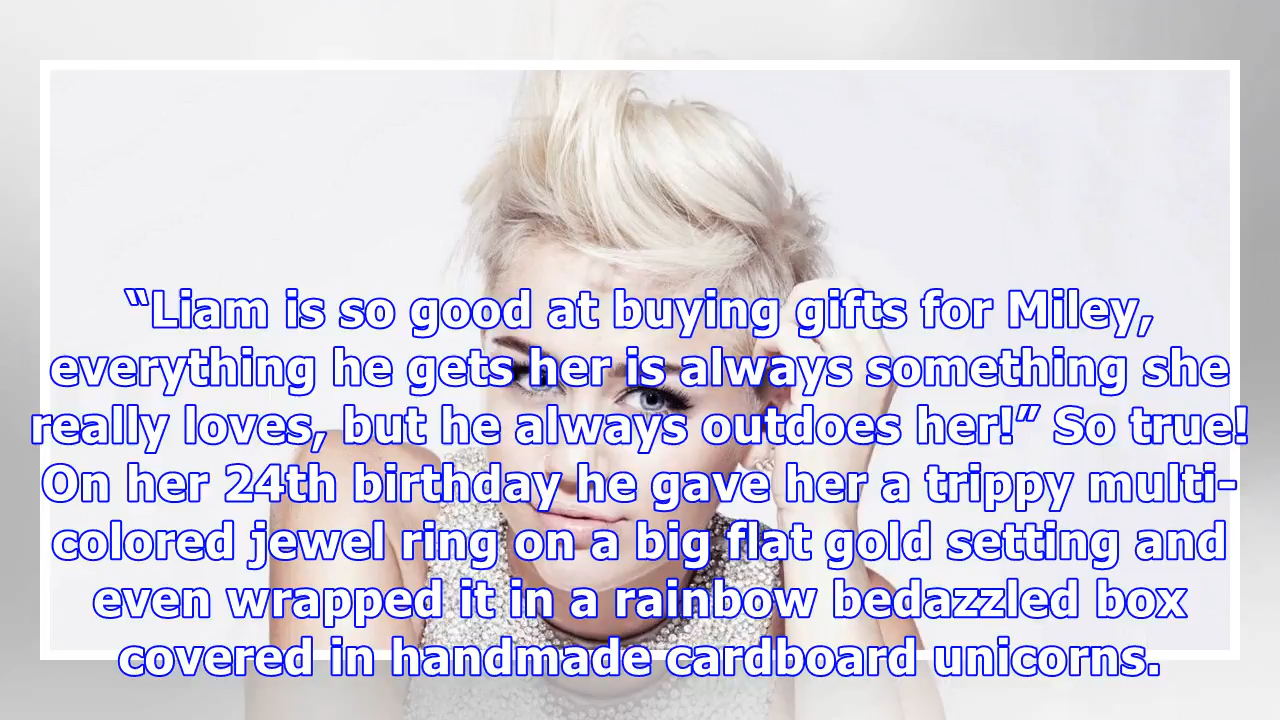 “Liam is so good at buying gifts for Miley,
everything he gets her is always something she
really loves, but he always outdoes her!” So true!
On her 24th birthday he gave her a trippy multi-
colored jewel ring on a big flat gold setting and
even wrapped it in a rainbow bedazzled box
covered in handmade cardboard unicorns.